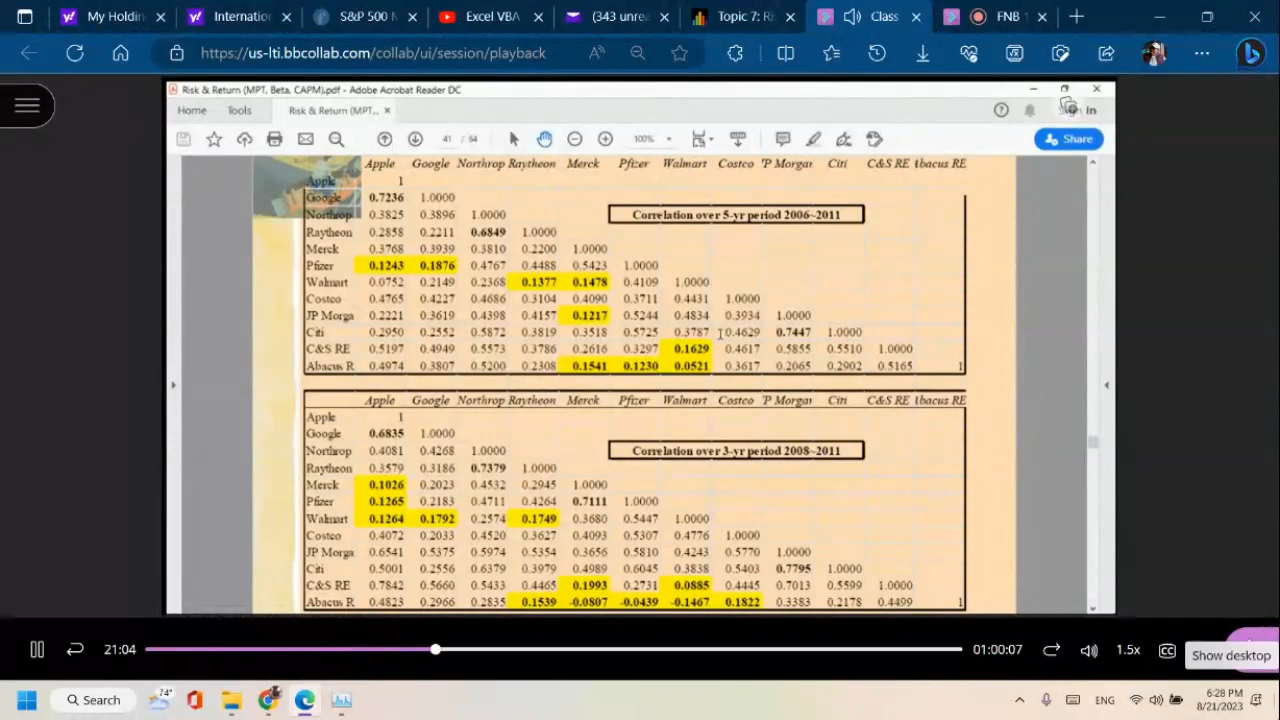 My Holdin
Internatio
S&P 500 M
Excel VBA
(343 unrea
Topic 7: Ri
Class
FNB 1
https://us-lti.bbcollab.com/collab/ui/session/playback
Risk & Return (MPT, Beta, CAPM).pdf - Adobe Acrobat Reader DC
Home Tools Risk & Return (MPT... Sign In
41 / 64 100% Share
Apple Google Northrop Raytheon Merck Pfizer Walmart Costco 'P Morgan Citi C&S RE Abacus RE
Apple 1
Google 0.7236 1.0000
Northrop 0.3825 0.3896 1.0000 Correlation over 5-yr period 2006~2011
Raytheon 0.2858 0.2211 0.6849 1.0000
Merck 0.3768 0.3939 0.3810 0.2200 1.0000
Pfizer 0.1243 0.1876 0.4767 0.4488 0.5423 1.0000
Walmart 0.0752 0.2149 0.2368 0.1377 0.1478 0.4109 1.0000
Costco 0.4765 0.4227 0.4686 0.3104 0.4090 0.3711 0.4431 1.0000
JP Morga 0.2221 0.3619 0.4398 0.4157 0.1217 0.5244 0.4834 0.3934 1.0000
Citi 0.2950 0.2552 0.5872 0.3819 0.3518 0.5725 0.3787 0.4629 0.7447 1.0000
C&S RE 0.5197 0.4949 0.5573 0.3786 0.2616 0.3297 0.1629 0.4617 0.5855 0.5510 1.0000
Abacus R 0.4974 0.3807 0.5200 0.2308 0.1541 0.1230 0.0521 0.3617 0.2065 0.2902 0.5165 1
Apple Google Northrop Raytheon Merck Pfizer Walmart Costco 'P Morgan Citi C&S RE Abacus RE
Apple 1
Google 0.6835 1.0000
Northrop 0.4081 0.4268 1.0000 Correlation over 3-yr period 2008~2011
Raytheon 0.3579 0.3186 0.7379 1.0000
Merck 0.1026 0.2023 0.4532 0.2945 1.0000
Pfizer 0.1265 0.2183 0.4711 0.4264 0.7111 1.0000
Walmart 0.1264 0.1792 0.2574 0.1749 0.3680 0.5447 1.0000
Costco 0.4072 0.2033 0.4520 0.3627 0.4093 0.5307 0.4776 1.0000
JP Morga 0.6541 0.5375 0.5974 0.5354 0.3656 0.5810 0.4243 0.5770 1.0000
Citi 0.5001 0.2556 0.6379 0.3979 0.4989 0.6045 0.3838 0.5403 0.7795 1.0000
C&S RE 0.7842 0.5660 0.5433 0.4465 0.1993 0.2731 0.0885 0.4445 0.7013 0.5599 1.0000
Abacus R 0.4823 0.2966 0.2835 0.1539 -0.0807 -0.0439 -0.1467 0.1822 0.3383 0.2178 0.4499 1
21:04 01:00:07 1.5x CC
Show desktop
Search 74° ENG 6:28 PM
8/21/2023